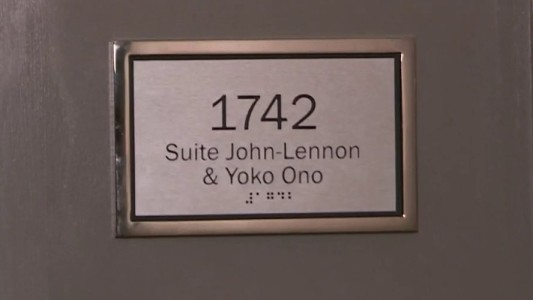 1742
Suite John-Lennon
& Yoko Ono
⠼⠁⠛⠙⠃